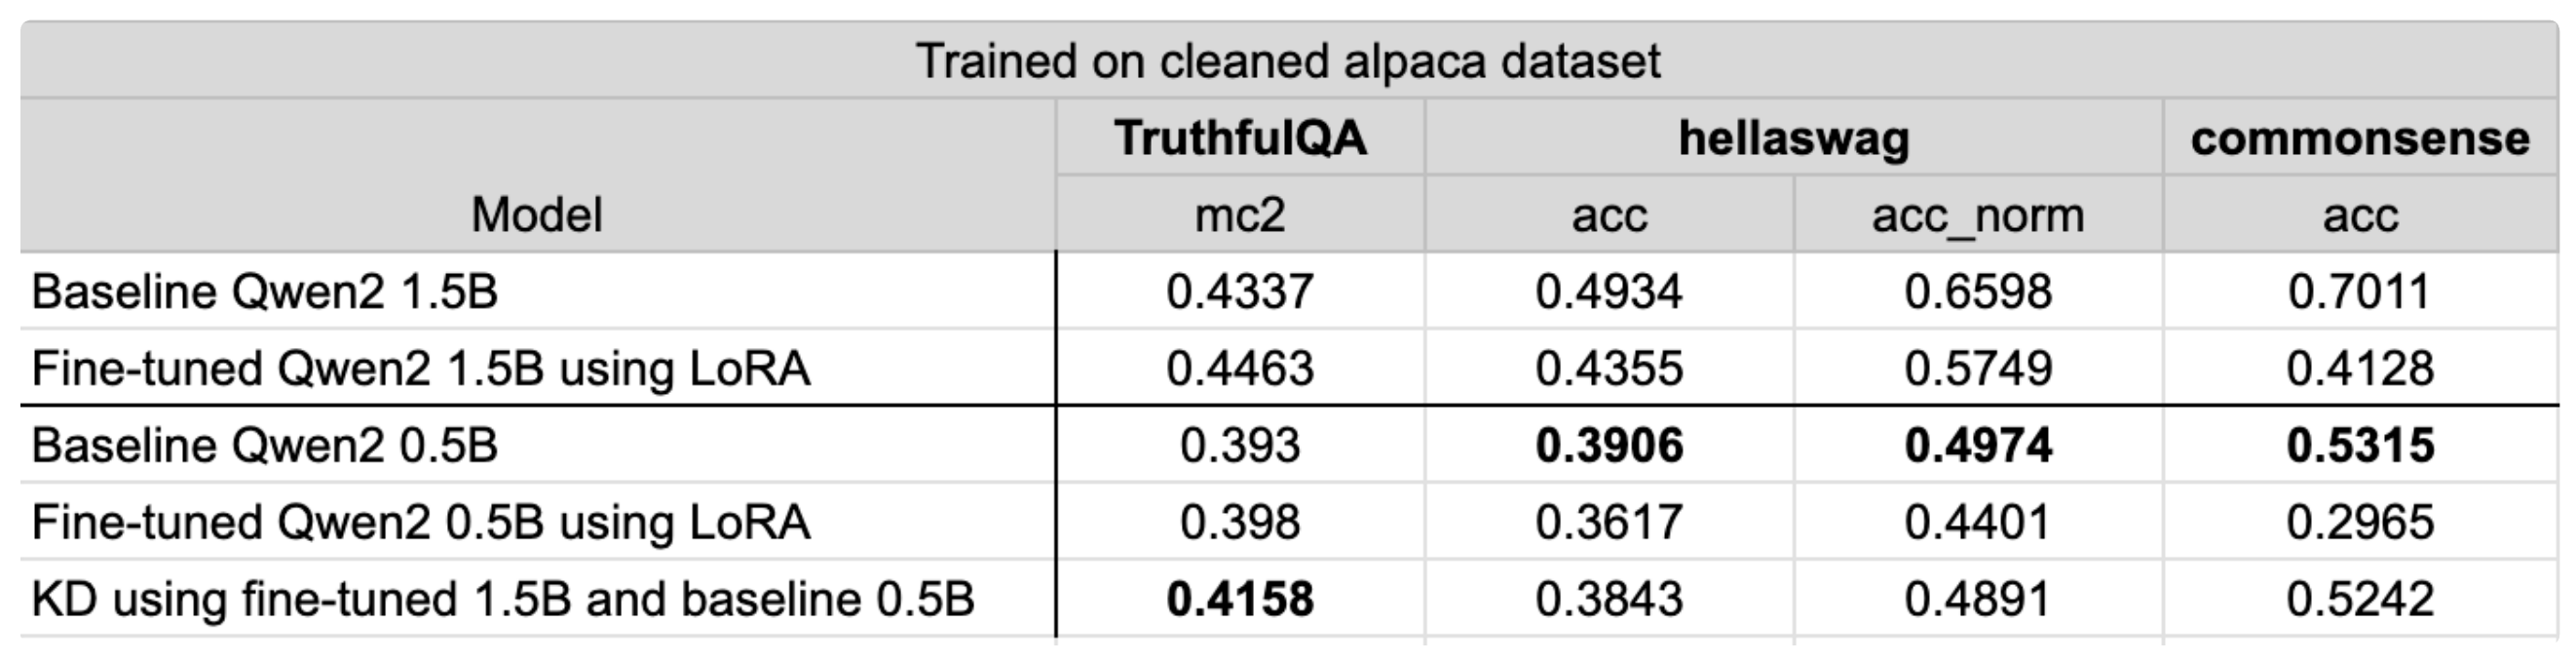 Trained on cleaned alpaca dataset
TruthfulQA hellaswag commonsense
Model mc2 acc acc_norm acc
Baseline Qwen2 1.5B 0.4337 0.4934 0.6598 0.7011
Fine-tuned Qwen2 1.5B using LoRA 0.4463 0.4355 0.5749 0.4128
Baseline Qwen2 0.5B 0.393 0.3906 0.4974 0.5315
Fine-tuned Qwen2 0.5B using LoRA 0.398 0.3617 0.4401 0.2965
KD using fine-tuned 1.5B and baseline 0.5B 0.4158 0.3843 0.4891 0.5242